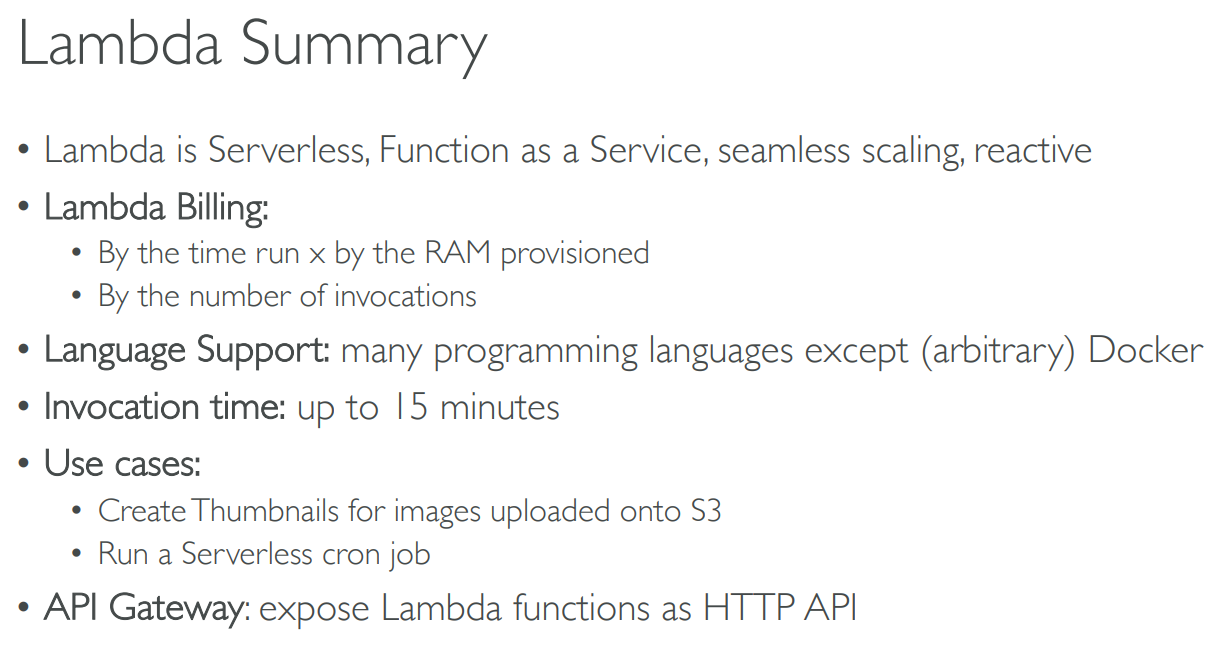 Lambda Summary
• Lambda is Serverless, Function as a Service, seamless scaling, reactive
• Lambda Billing:
• By the time run x by the RAM provisioned
• By the number of invocations
• Language Support: many programming languages except (arbitrary) Docker
• Invocation time: up to 15 minutes
• Use cases:
• Create Thumbnails for images uploaded onto S3
• Run a Serverless cron job
• API Gateway: expose Lambda functions as HTTP API